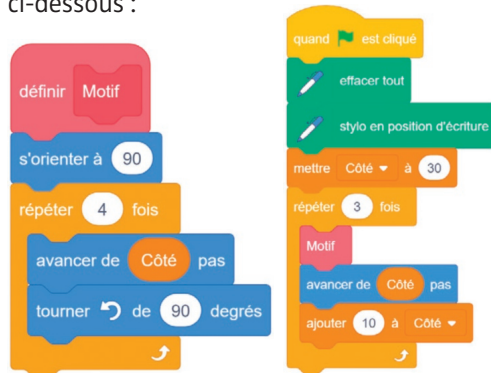 ci-dessous :
définir Motif
s'orienter à 90
répéter 4 fois
avancer de Côté pas
tourner de 90 degrés
quand est cliqué
effacer tout
stylo en position d'écriture
mettre Côté à 30
répéter 3 fois
Motif
avancer de Côté pas
ajouter 10 à Côté